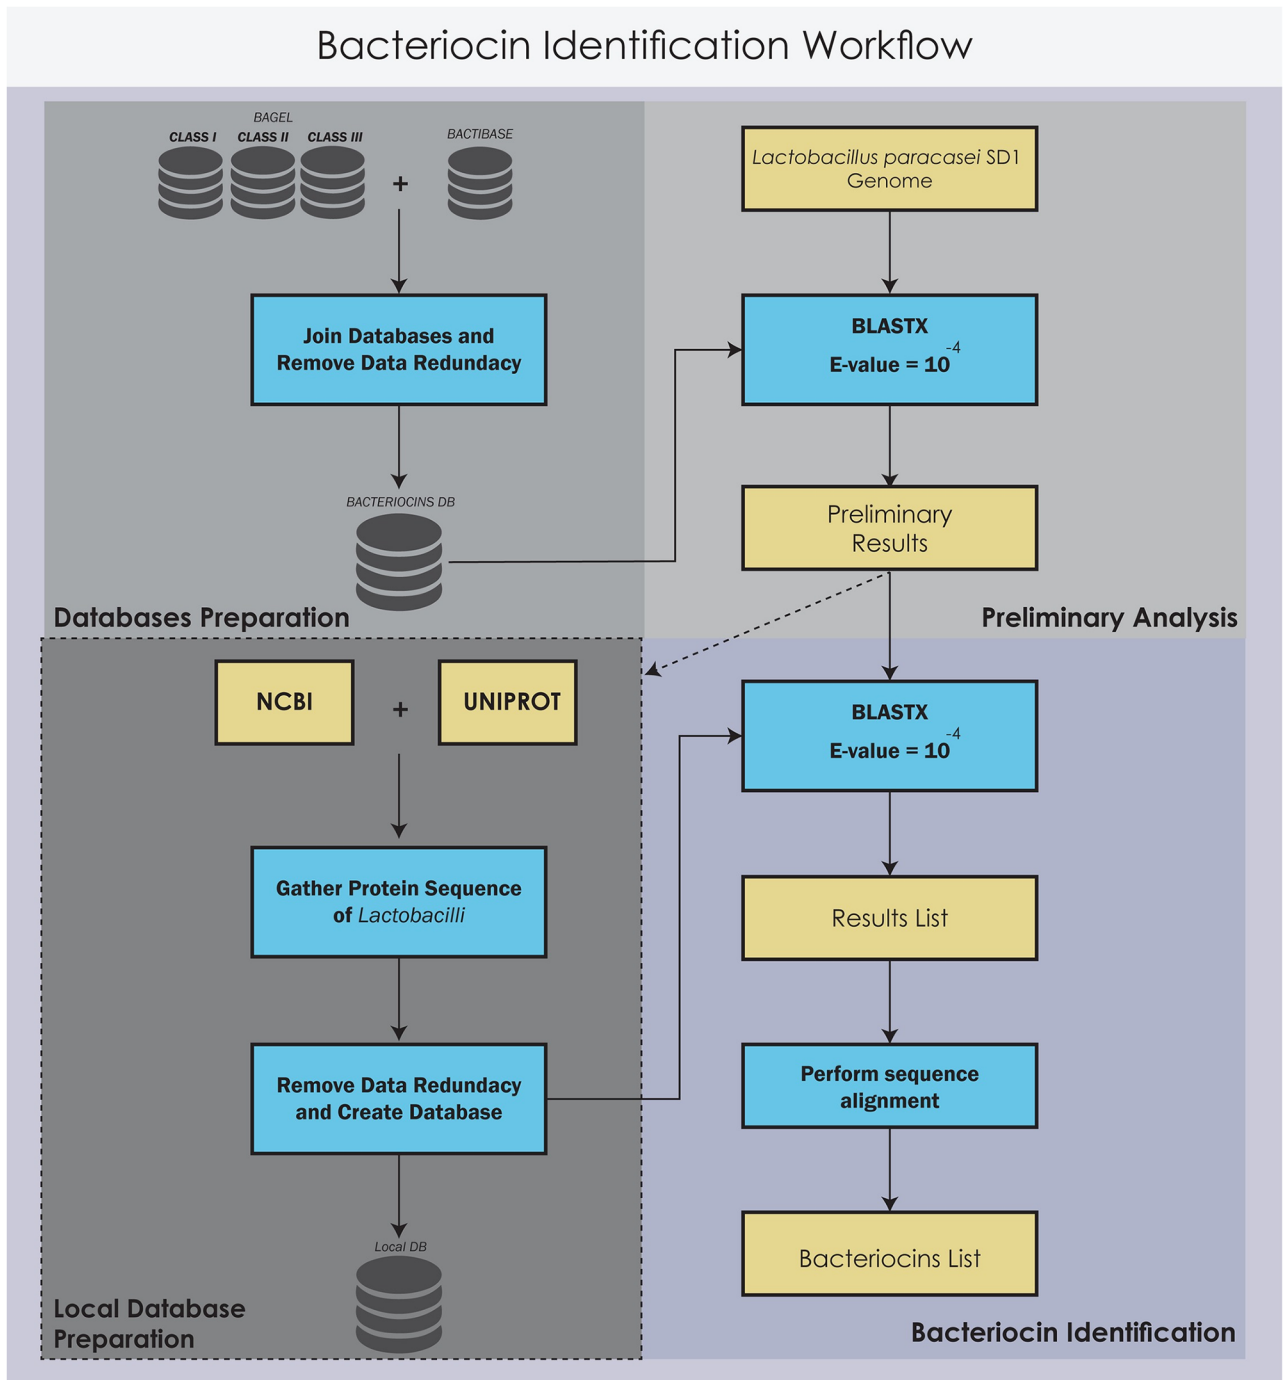 Bacteriocin Identification Workflow
BAGEL
CLASS I CLASS II CLASS III
BACTIBASE
+
Join Databases and
Remove Data Redundacy
BACTERIOCINS DB
Databases Preparation
Lactobacillus paracasei SD1
Genome
BLASTX
E-value = 10⁻⁴
Preliminary
Results
Preliminary Analysis
NCBI
+
UNIPROT
Gather Protein Sequence
of Lactobacilli
Remove Data Redundacy
and Create Database
Local DB
Local Database
Preparation
BLASTX
E-value = 10⁻⁴
Results List
Perform sequence
alignment
Bacteriocins List
Bacteriocin Identification